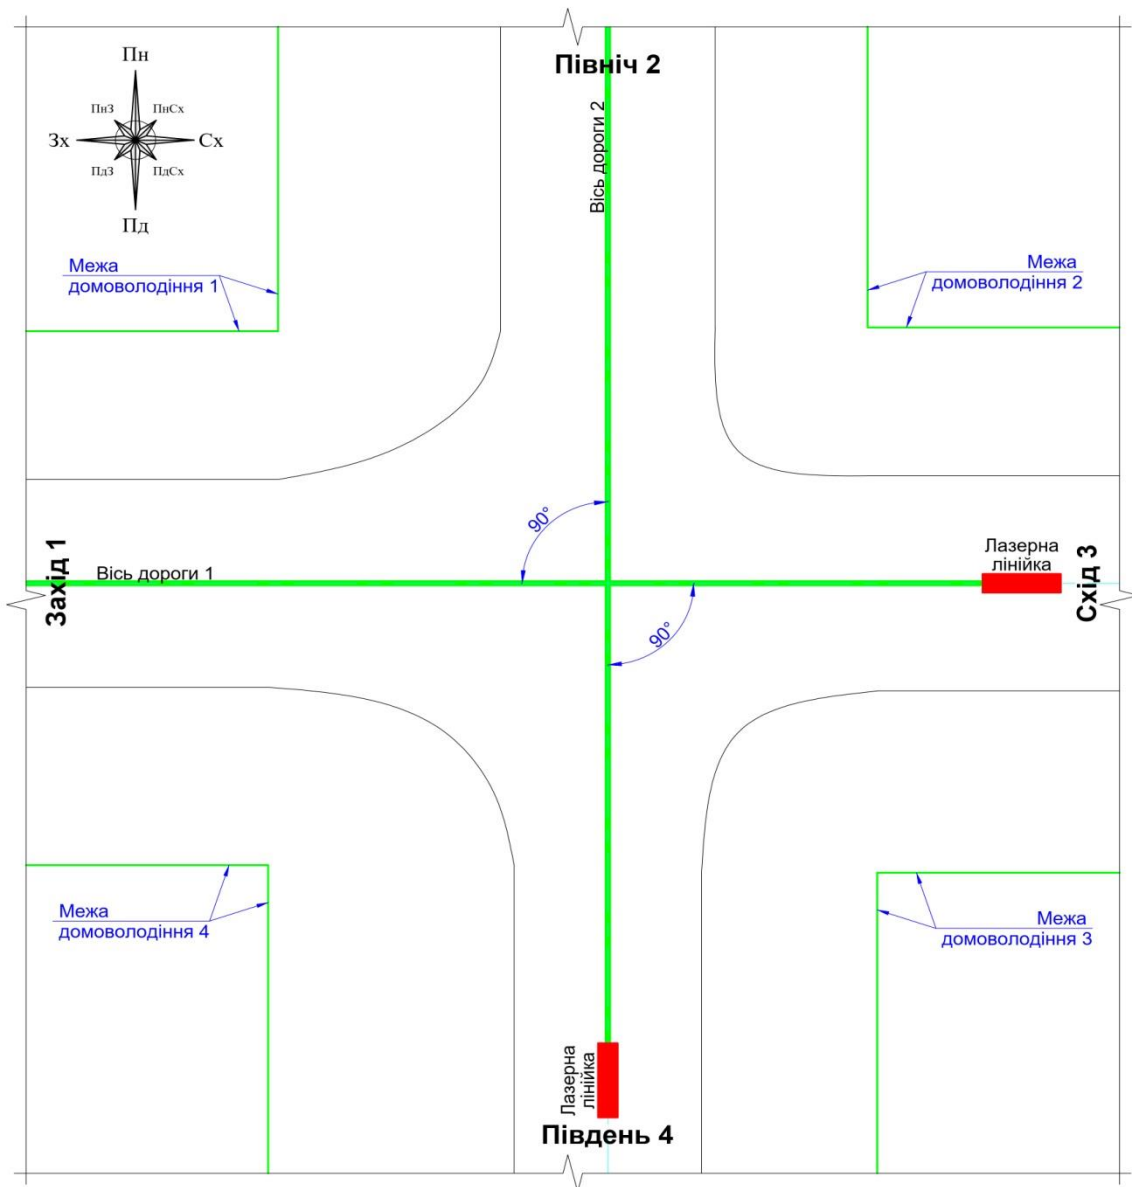 Північ 2
Пн
ПнЗ
ПнСх
Зх
Сх
ПдЗ
ПдСх
Пд
Вісь дороги 2
Межа
домоволодіння 1
Межа
домоволодіння 2
90°
Захід 1
Вісь дороги 1
Лазерна
лінійка
Схід 3
90°
Межа
домоволодіння 4
Межа
домоволодіння 3
Лазерна
лінійка
Південь 4